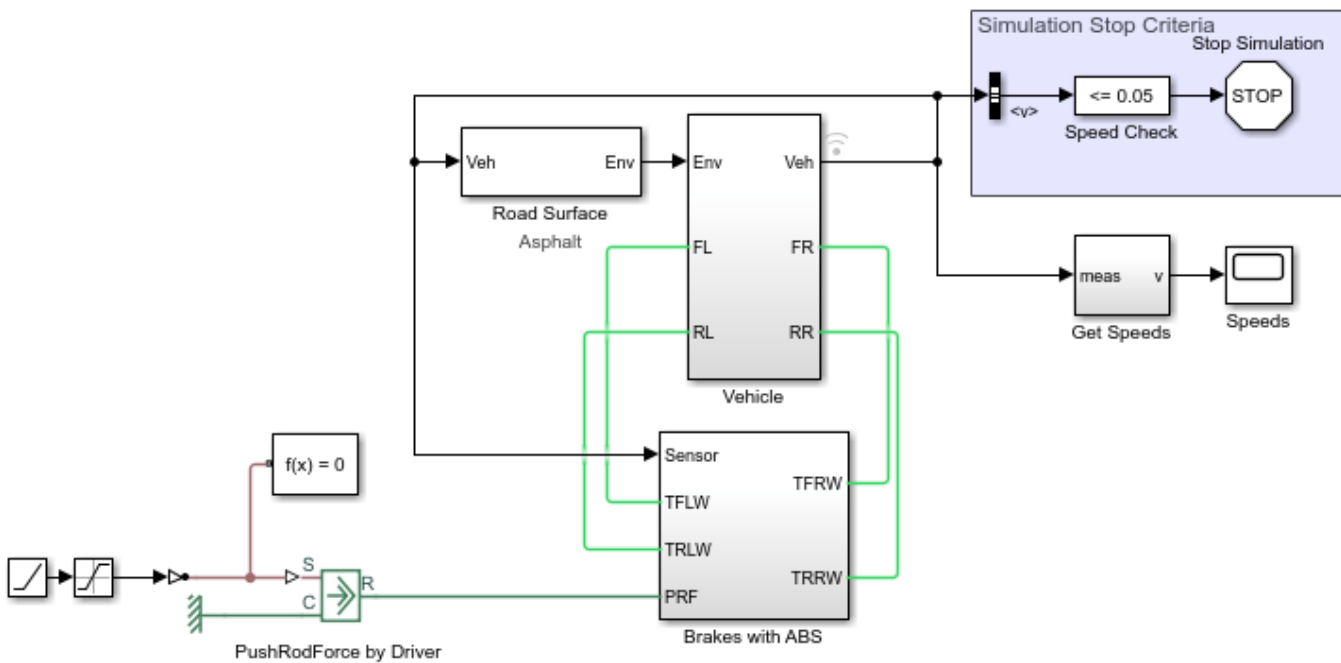 Simulation Stop Criteria
Stop Simulation
<v>
<= 0.05
STOP
Speed Check
Veh
Env
Env
Veh
Road Surface
Asphalt
FL
FR
meas
v
RL
RR
Get Speeds
Speeds
Vehicle
Sensor
f(x) = 0
TFRW
TFLW
TRLW
S
R
TRRW
C
PRF
Brakes with ABS
PushRodForce by Driver